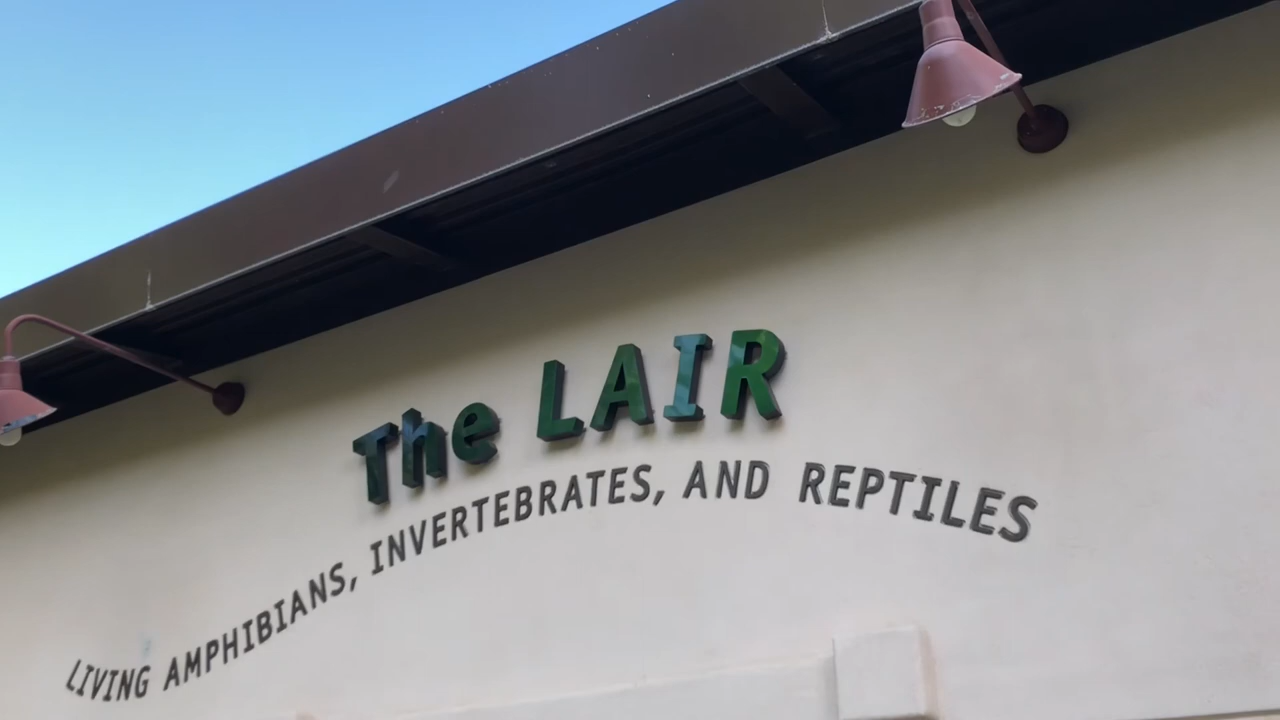 The LAIR
LIVING AMPHIBIANS, INVERTEBRATES, AND REPTILES